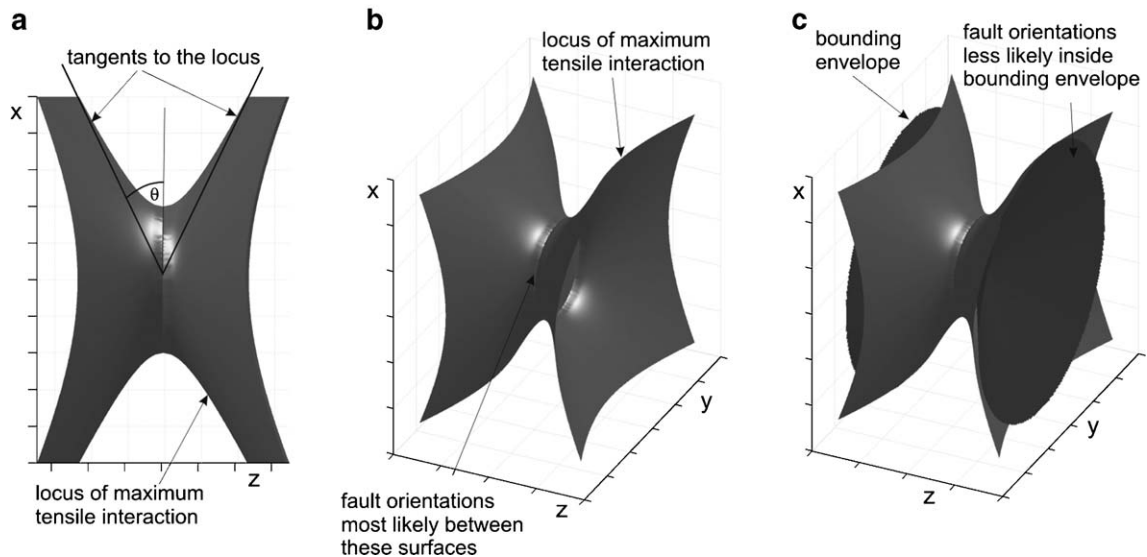 a
tangents to the locus
x
θ
z
locus of maximum
tensile interaction
b
locus of maximum
tensile interaction
x
y
z
fault orientations
most likely between
these surfaces
c
bounding
envelope
fault orientations
less likely inside
bounding envelope
x
y
z